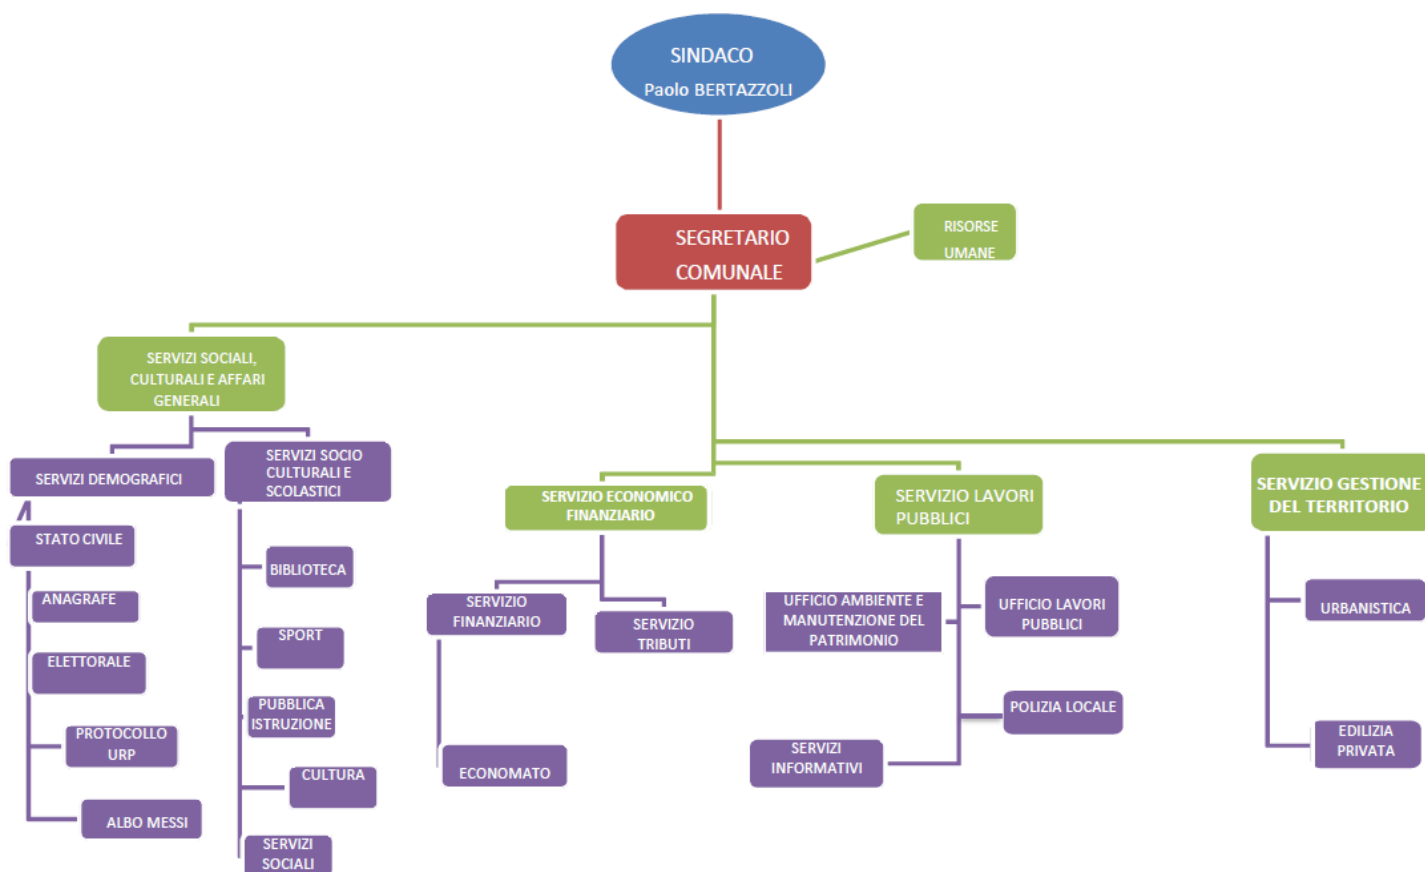 SINDACO
Paolo BERTAZZOLI
SEGRETARIO
COMUNALE
RISORSE
UMANE
SERVIZI SOCIALI,
CULTURALI E AFFARI
GENERALI
SERVIZI DEMOGRAFICI
STATO CIVILE
ANAGRAFE
ELETTORALE
PROTOCOLLO
URP
ALBO MESSI
SERVIZI SOCIO
CULTURALI E
SCOLASTICI
BIBLIOTECA
SPORT
PUBBLICA
ISTRUZIONE
CULTURA
SERVIZI
SOCIALI
SERVIZIO ECONOMICO
FINANZIARIO
SERVIZIO
FINANZIARIO
ECONOMATO
SERVIZIO
TRIBUTI
SERVIZIO LAVORI
PUBBLICI
UFFICIO AMBIENTE E
MANUTENZIONE DEL
PATRIMONIO
UFFICIO LAVORI
PUBBLICI
POLIZIA LOCALE
SERVIZI
INFORMATIVI
SERVIZIO GESTIONE
DEL TERRITORIO
URBANISTICA
EDILIZIA
PRIVATA